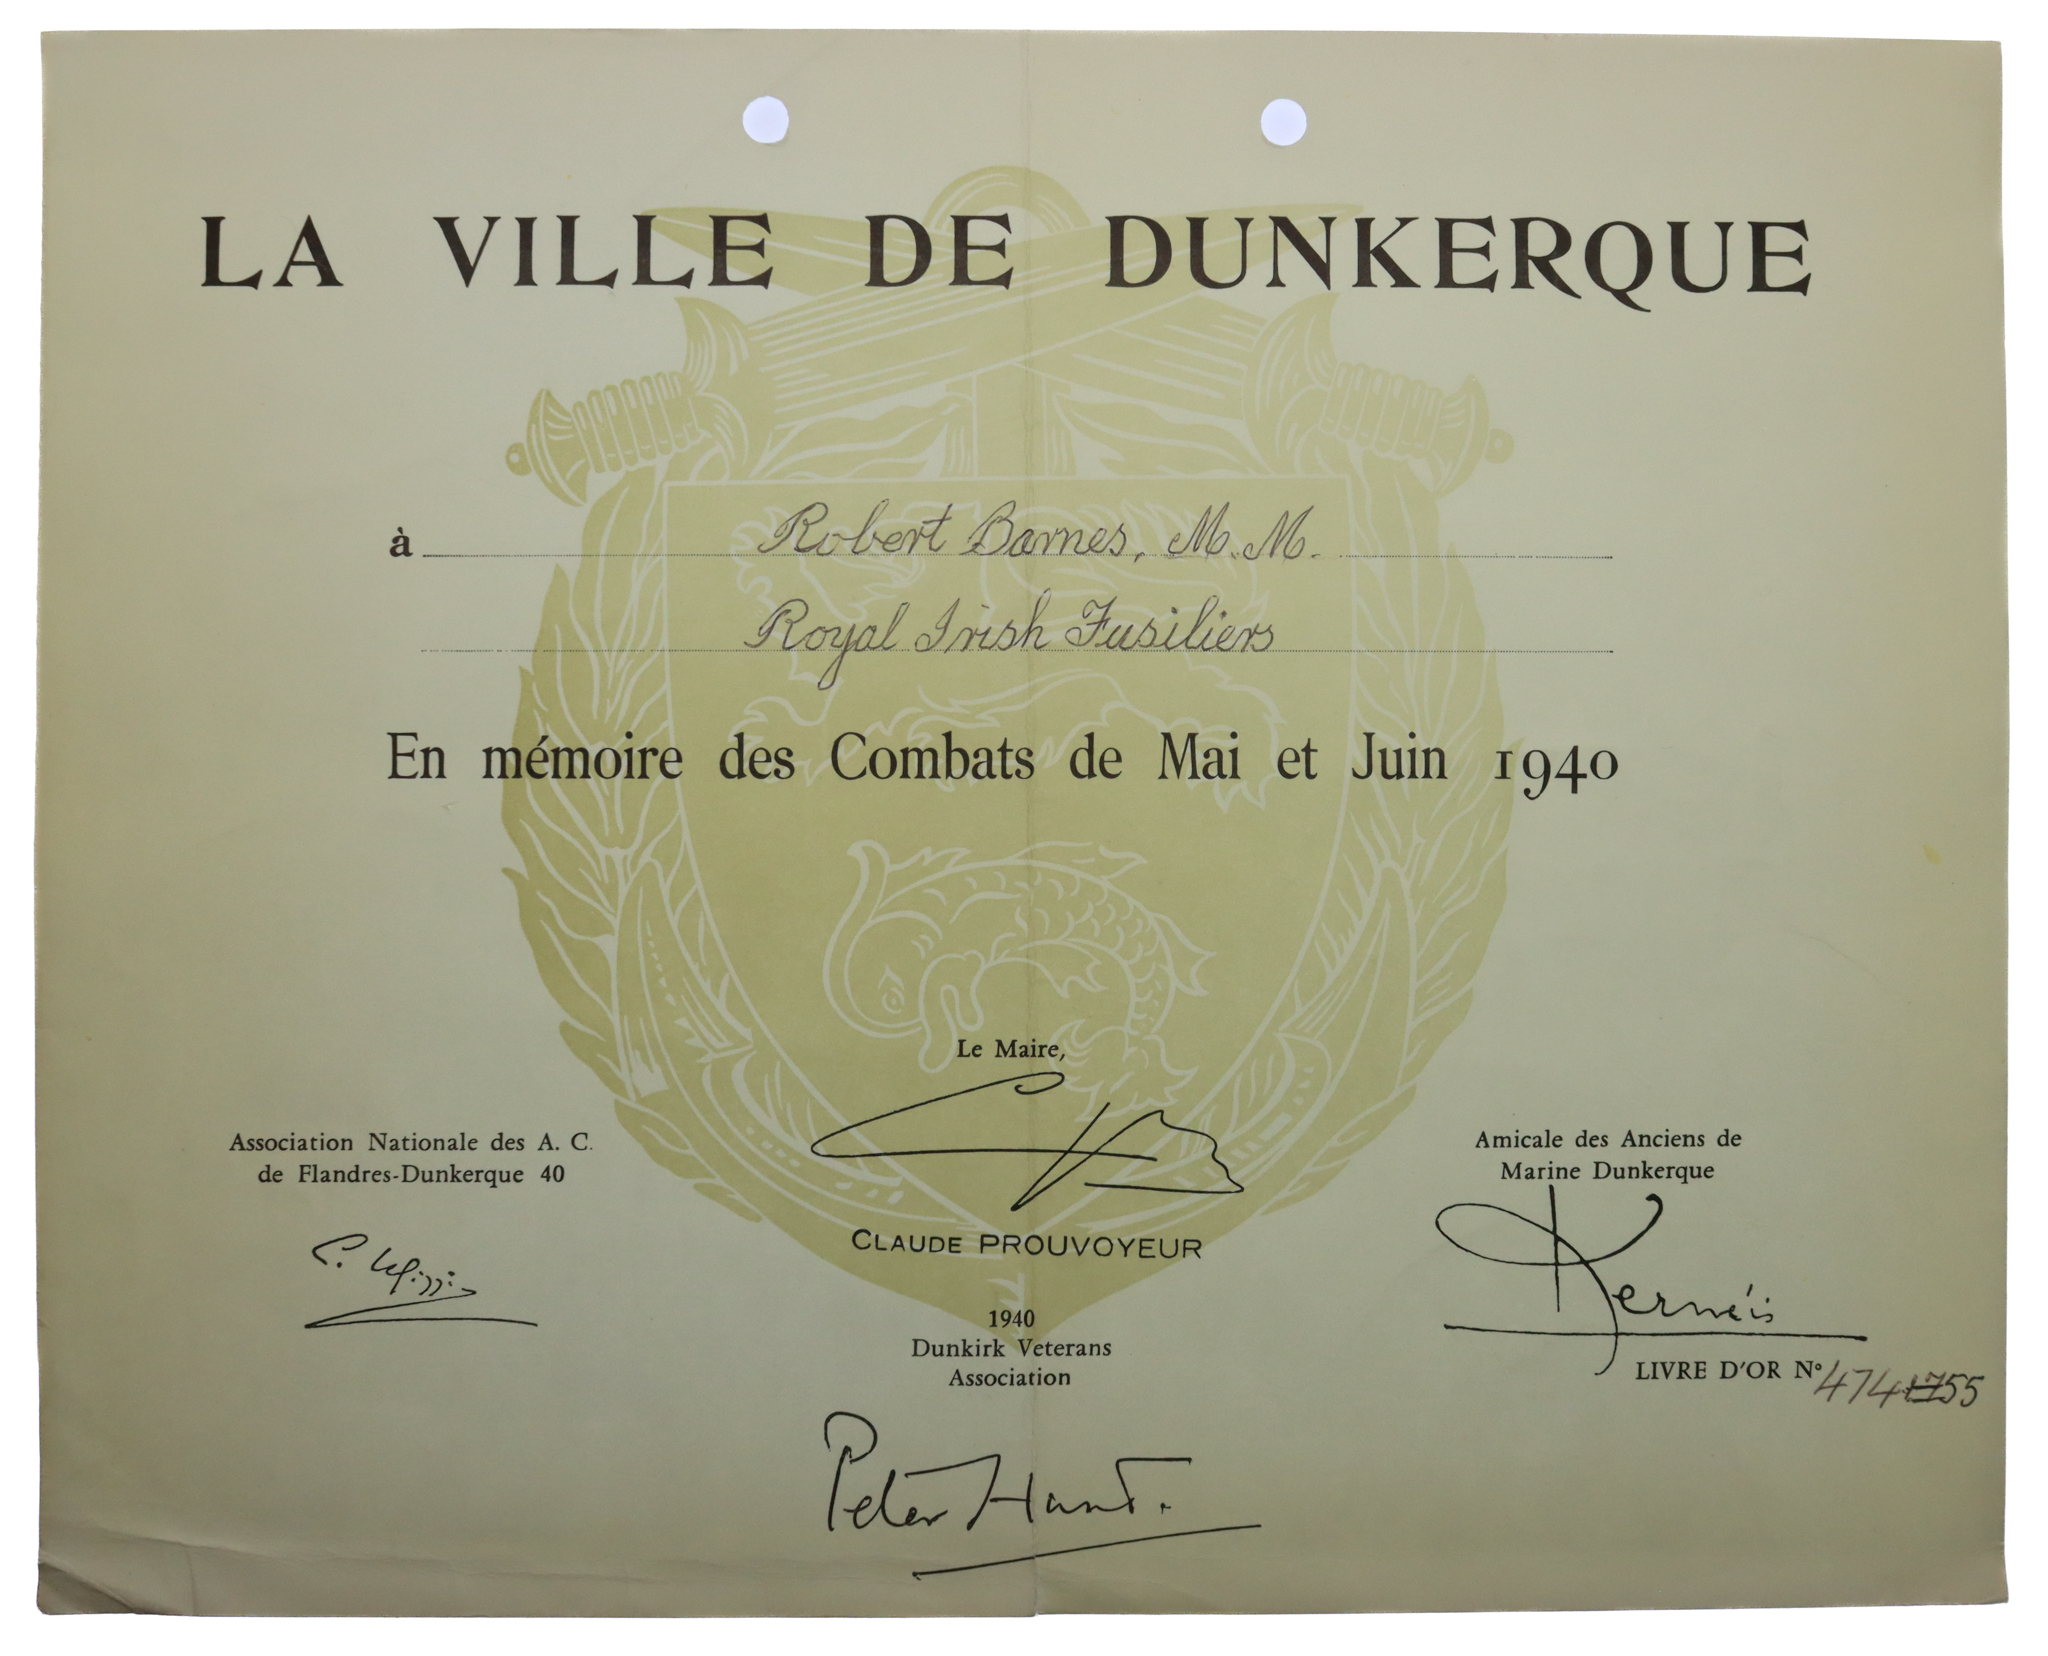 LA VILLE DE DUNKERQUE
à Robert Barnes, M.M.
Royal Irish Fusiliers
En mémoire des Combats de Mai et Juin 1940
Le Maire,
CLAUDE PROUVOYEUR
Association Nationale des A. C.
de Flandres-Dunkerque 40
Amicale des Anciens de
Marine Dunkerque
Kernéis
1940
Dunkirk Veterans
Association
Peter Hunt.
LIVRE D'OR N°